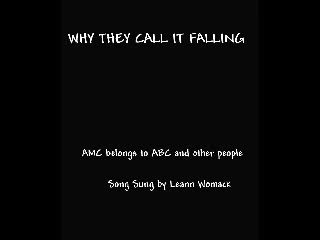 WHY THEY CALL IT FALLING
AMC belongs to ABC and other people
Song Sung by Leann Womack